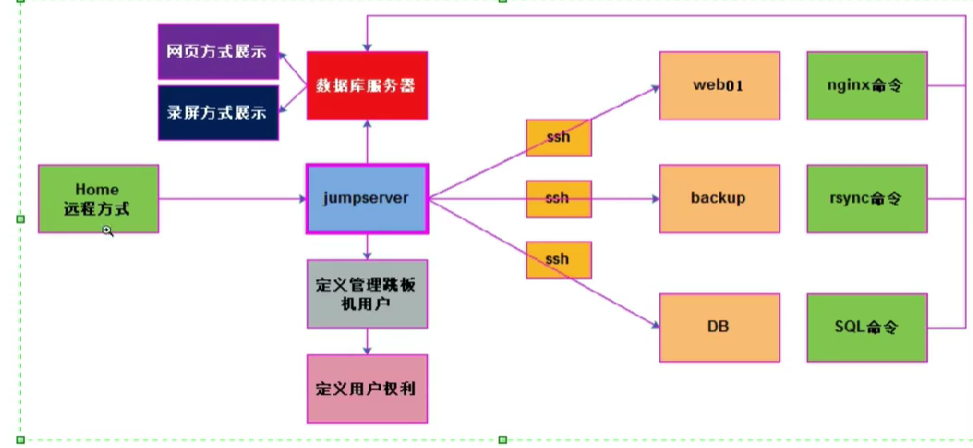 网页方式展示
录屏方式展示
数据库服务器
web01
nginx命令
ssh
Home
远程方式
jumpserver
ssh
backup
rsync命令
ssh
定义管理跳板
机用户
DB
SQL命令
定义用户权利